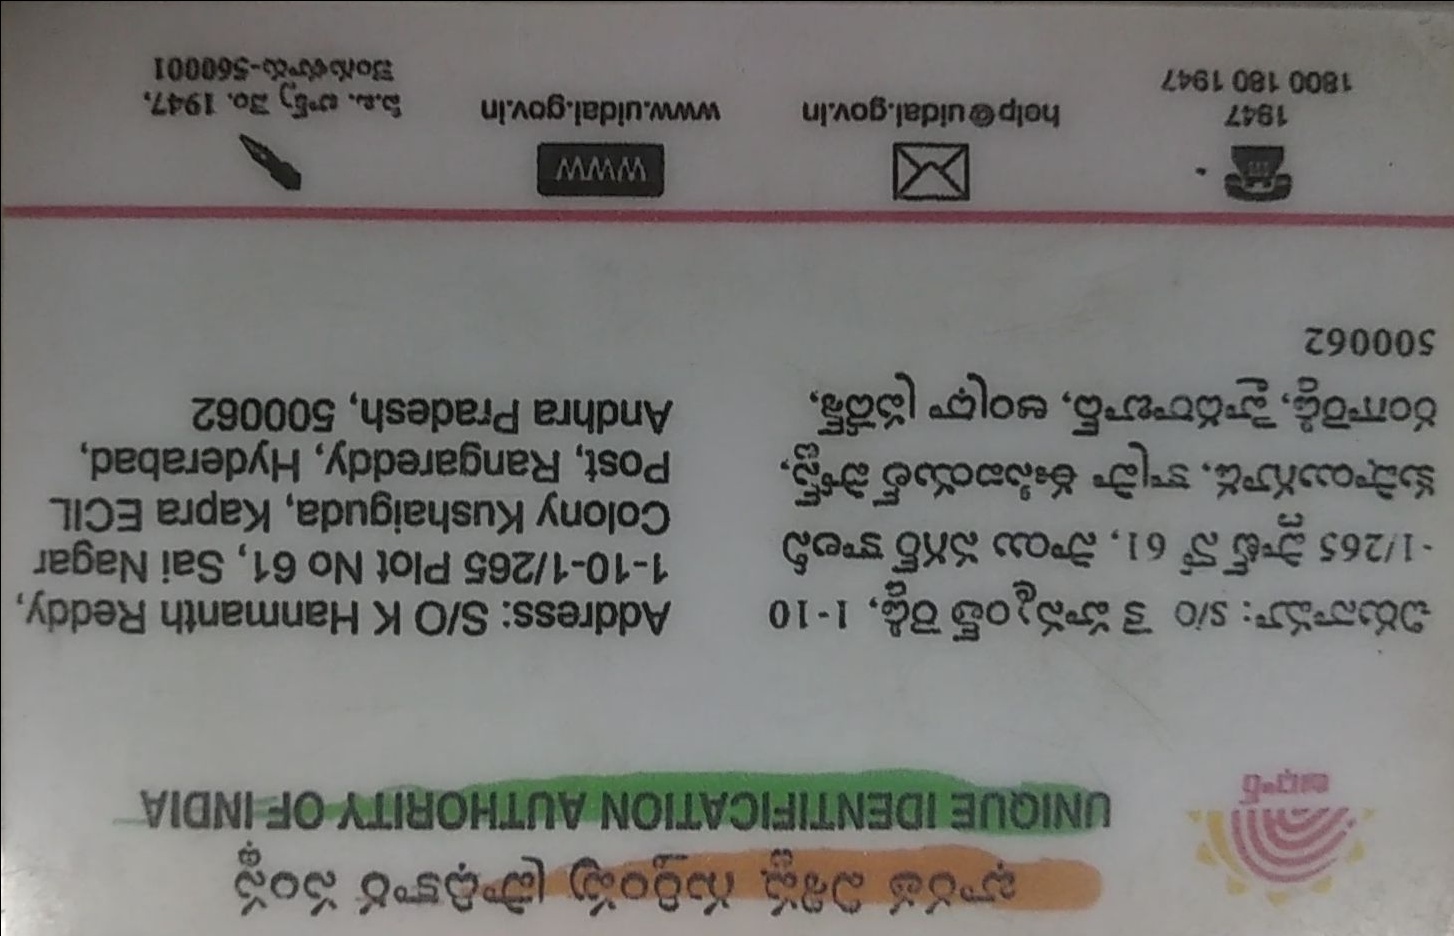 భారత విశిష్ట గుర్తింపు ప్రాధికార సంస్థ
UNIQUE IDENTIFICATION AUTHORITY OF INDIA
ఆధార్
చిరునామా: S/O కె హన్మంత్ రెడ్డి, 1-10
-1/265 ప్లాట్ నో 61, సాయి నగర్ కాలనీ
కుషాయిగూడ, కాప్రా ఈసిఐయల్ పోస్ట్,
రంగారెడ్డి, హైదరాబాద్, ఆంధ్రా ప్రదేశ్,
500062
Address: S/O K Hanmanth Reddy,
1-10-1/265 Plot No 61, Sai Nagar
Colony Kushaiguda, Kapra ECIL
Post, Rangareddy, Hyderabad,
Andhra Pradesh, 500062
1947
1800 180 1947
help@uidai.gov.in
WWW
www.uidai.gov.in
పి.బి. బాక్స్ నెం. 1947,
బెంగుళూరు-560001